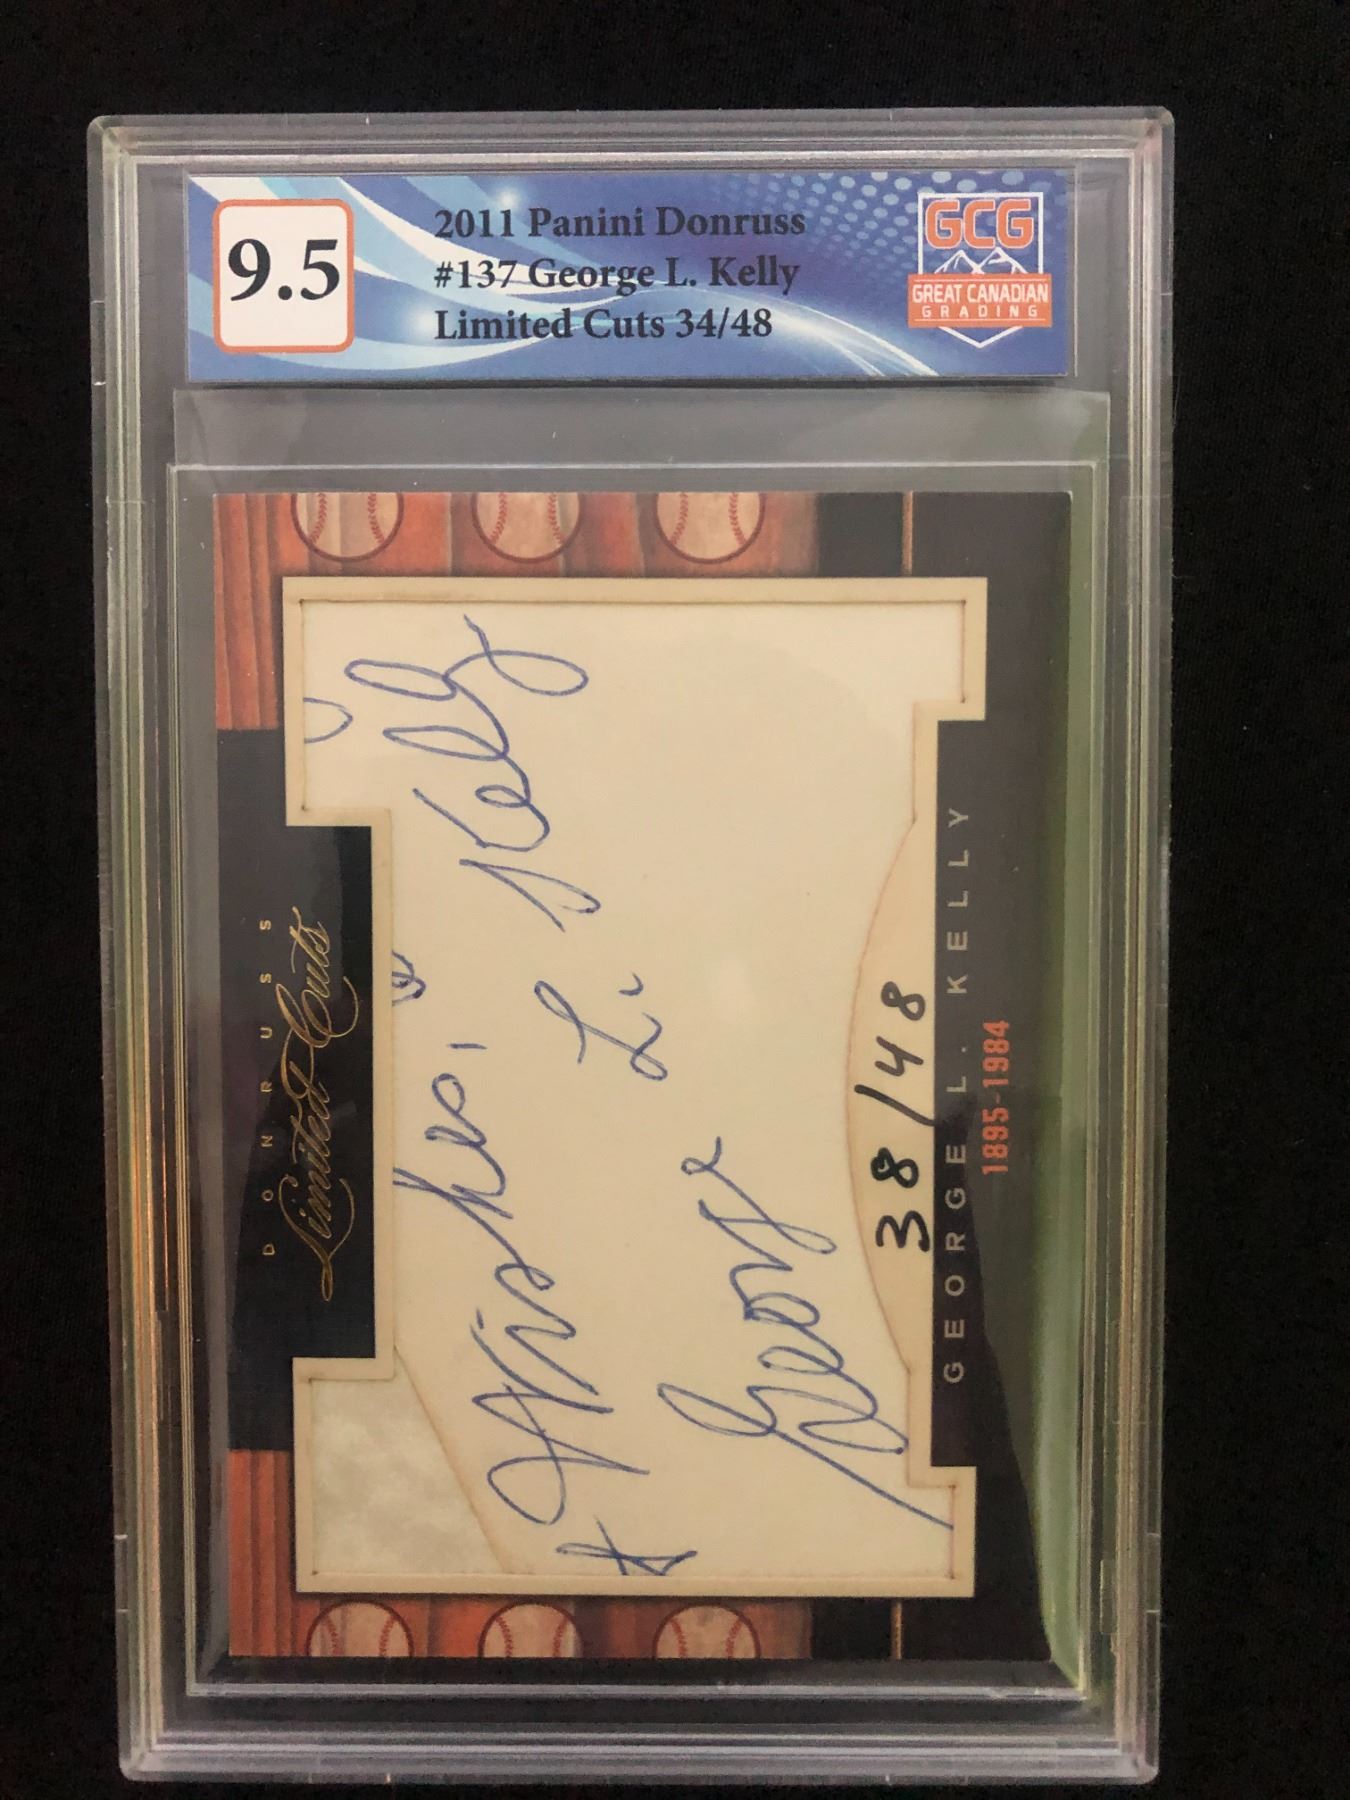 9.5
2011 Panini Donruss
#137 George L. Kelly
Limited Cuts 34/48
GCG
GREAT CANADIAN
GRADING
DONRUSS
Limited Cuts
Wishes,
George L. Kelly
38/48
GEORGE L. KELLY
1895-1984